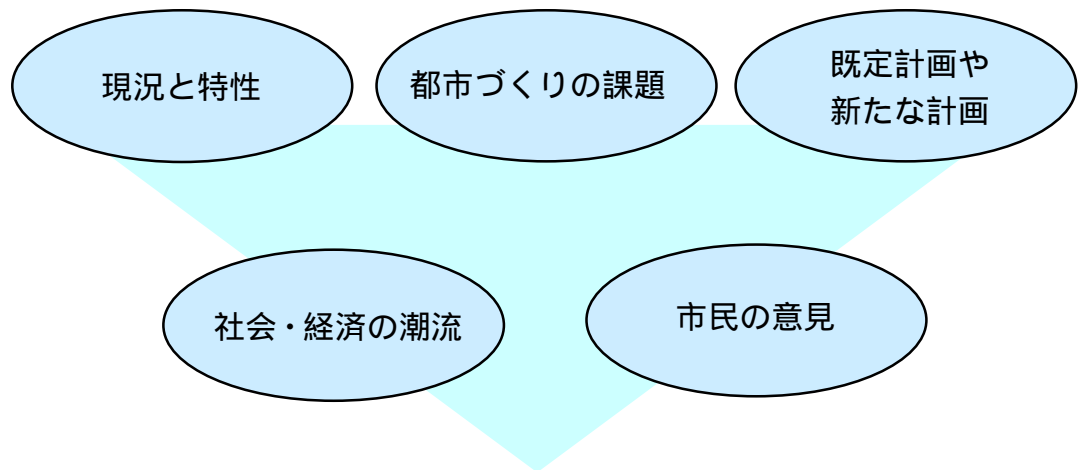 現況と特性
都市づくりの課題
既定計画や
新たな計画
社会・経済の潮流
市民の意見